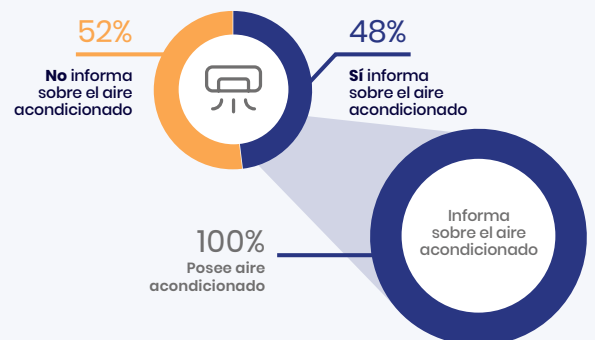 52%
No informa
sobre el aire
acondicionado
48%
Sí informa
sobre el aire
acondicionado
100%
Posee aire
acondicionado
Informa
sobre el aire
acondicionado